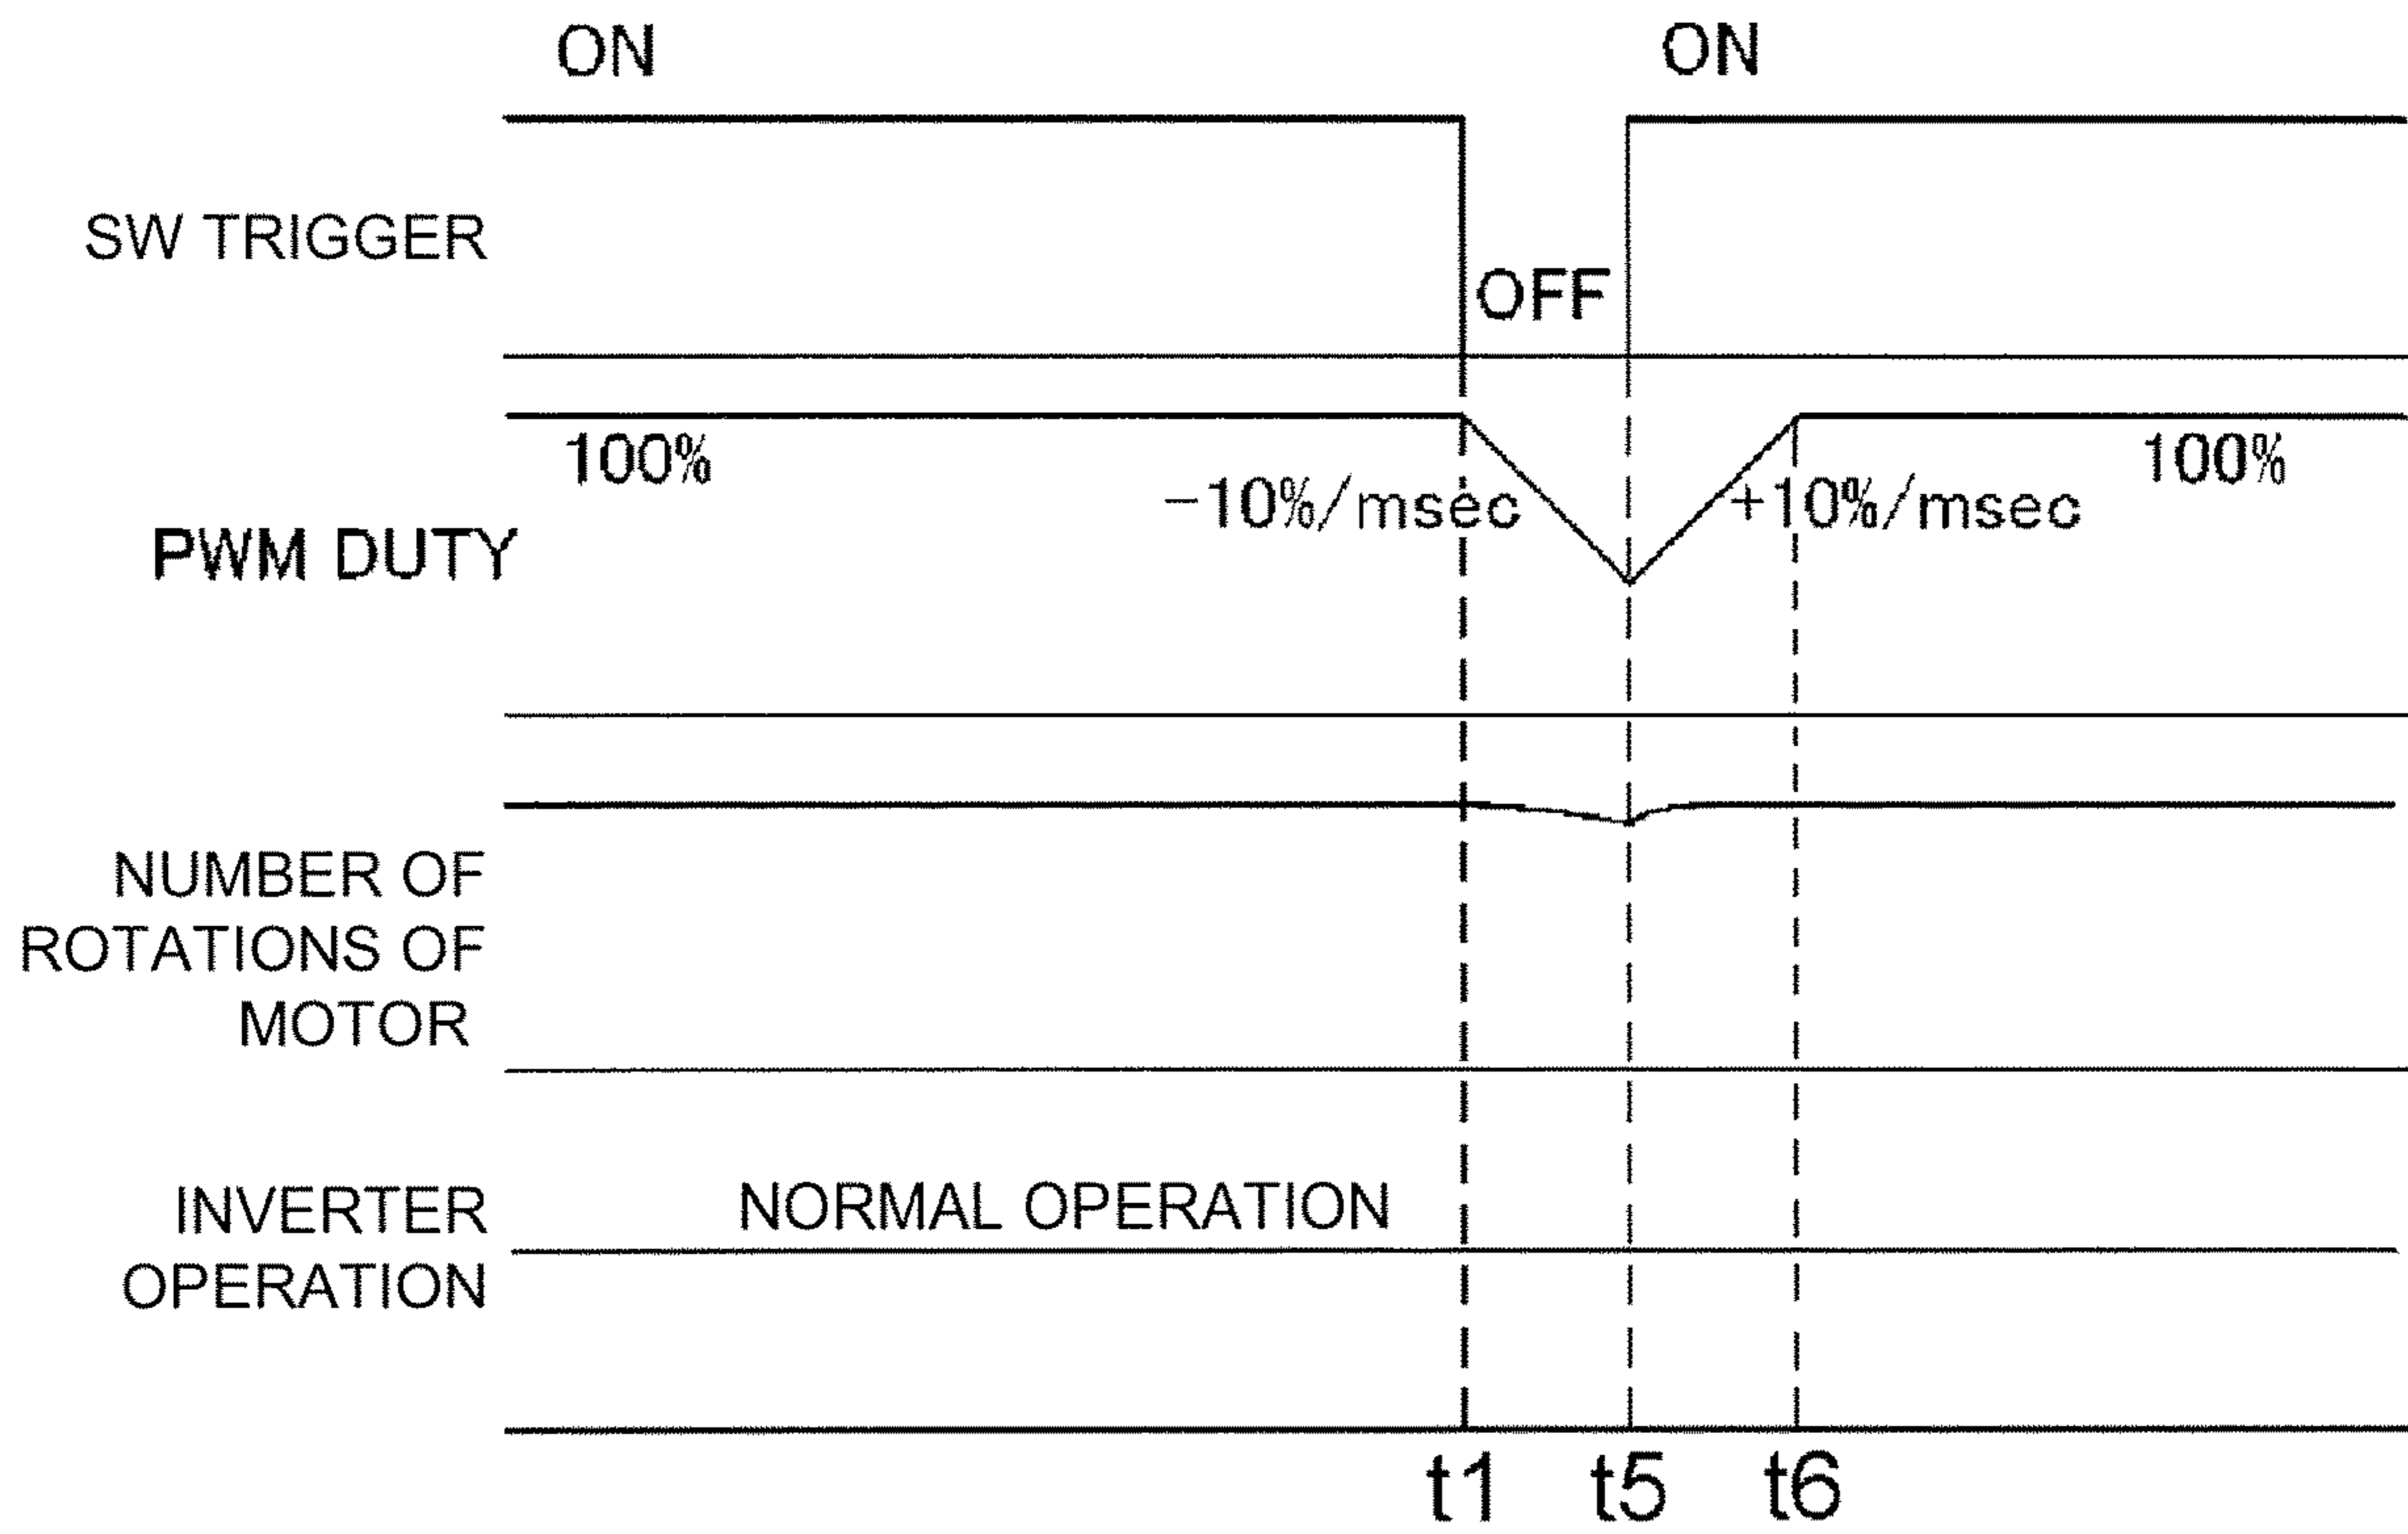 ON
ON
SW TRIGGER
OFF
100%
100%
-10%/msec
+10%/msec
PWM DUTY
NUMBER OF
ROTATIONS OF
MOTOR
INVERTER
OPERATION
NORMAL OPERATION
t1
t5
t6